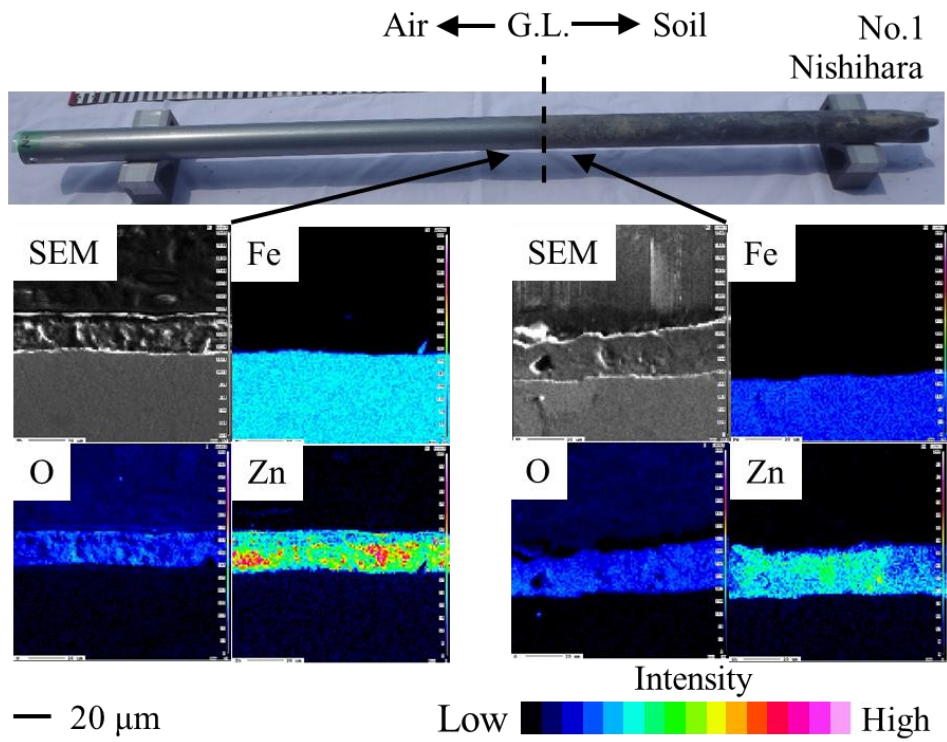 Air G.L. Soil
No.1
Nishihara
SEM
Fe
SEM
Fe
O
Zn
O
Zn
20 μm
Intensity
Low
High